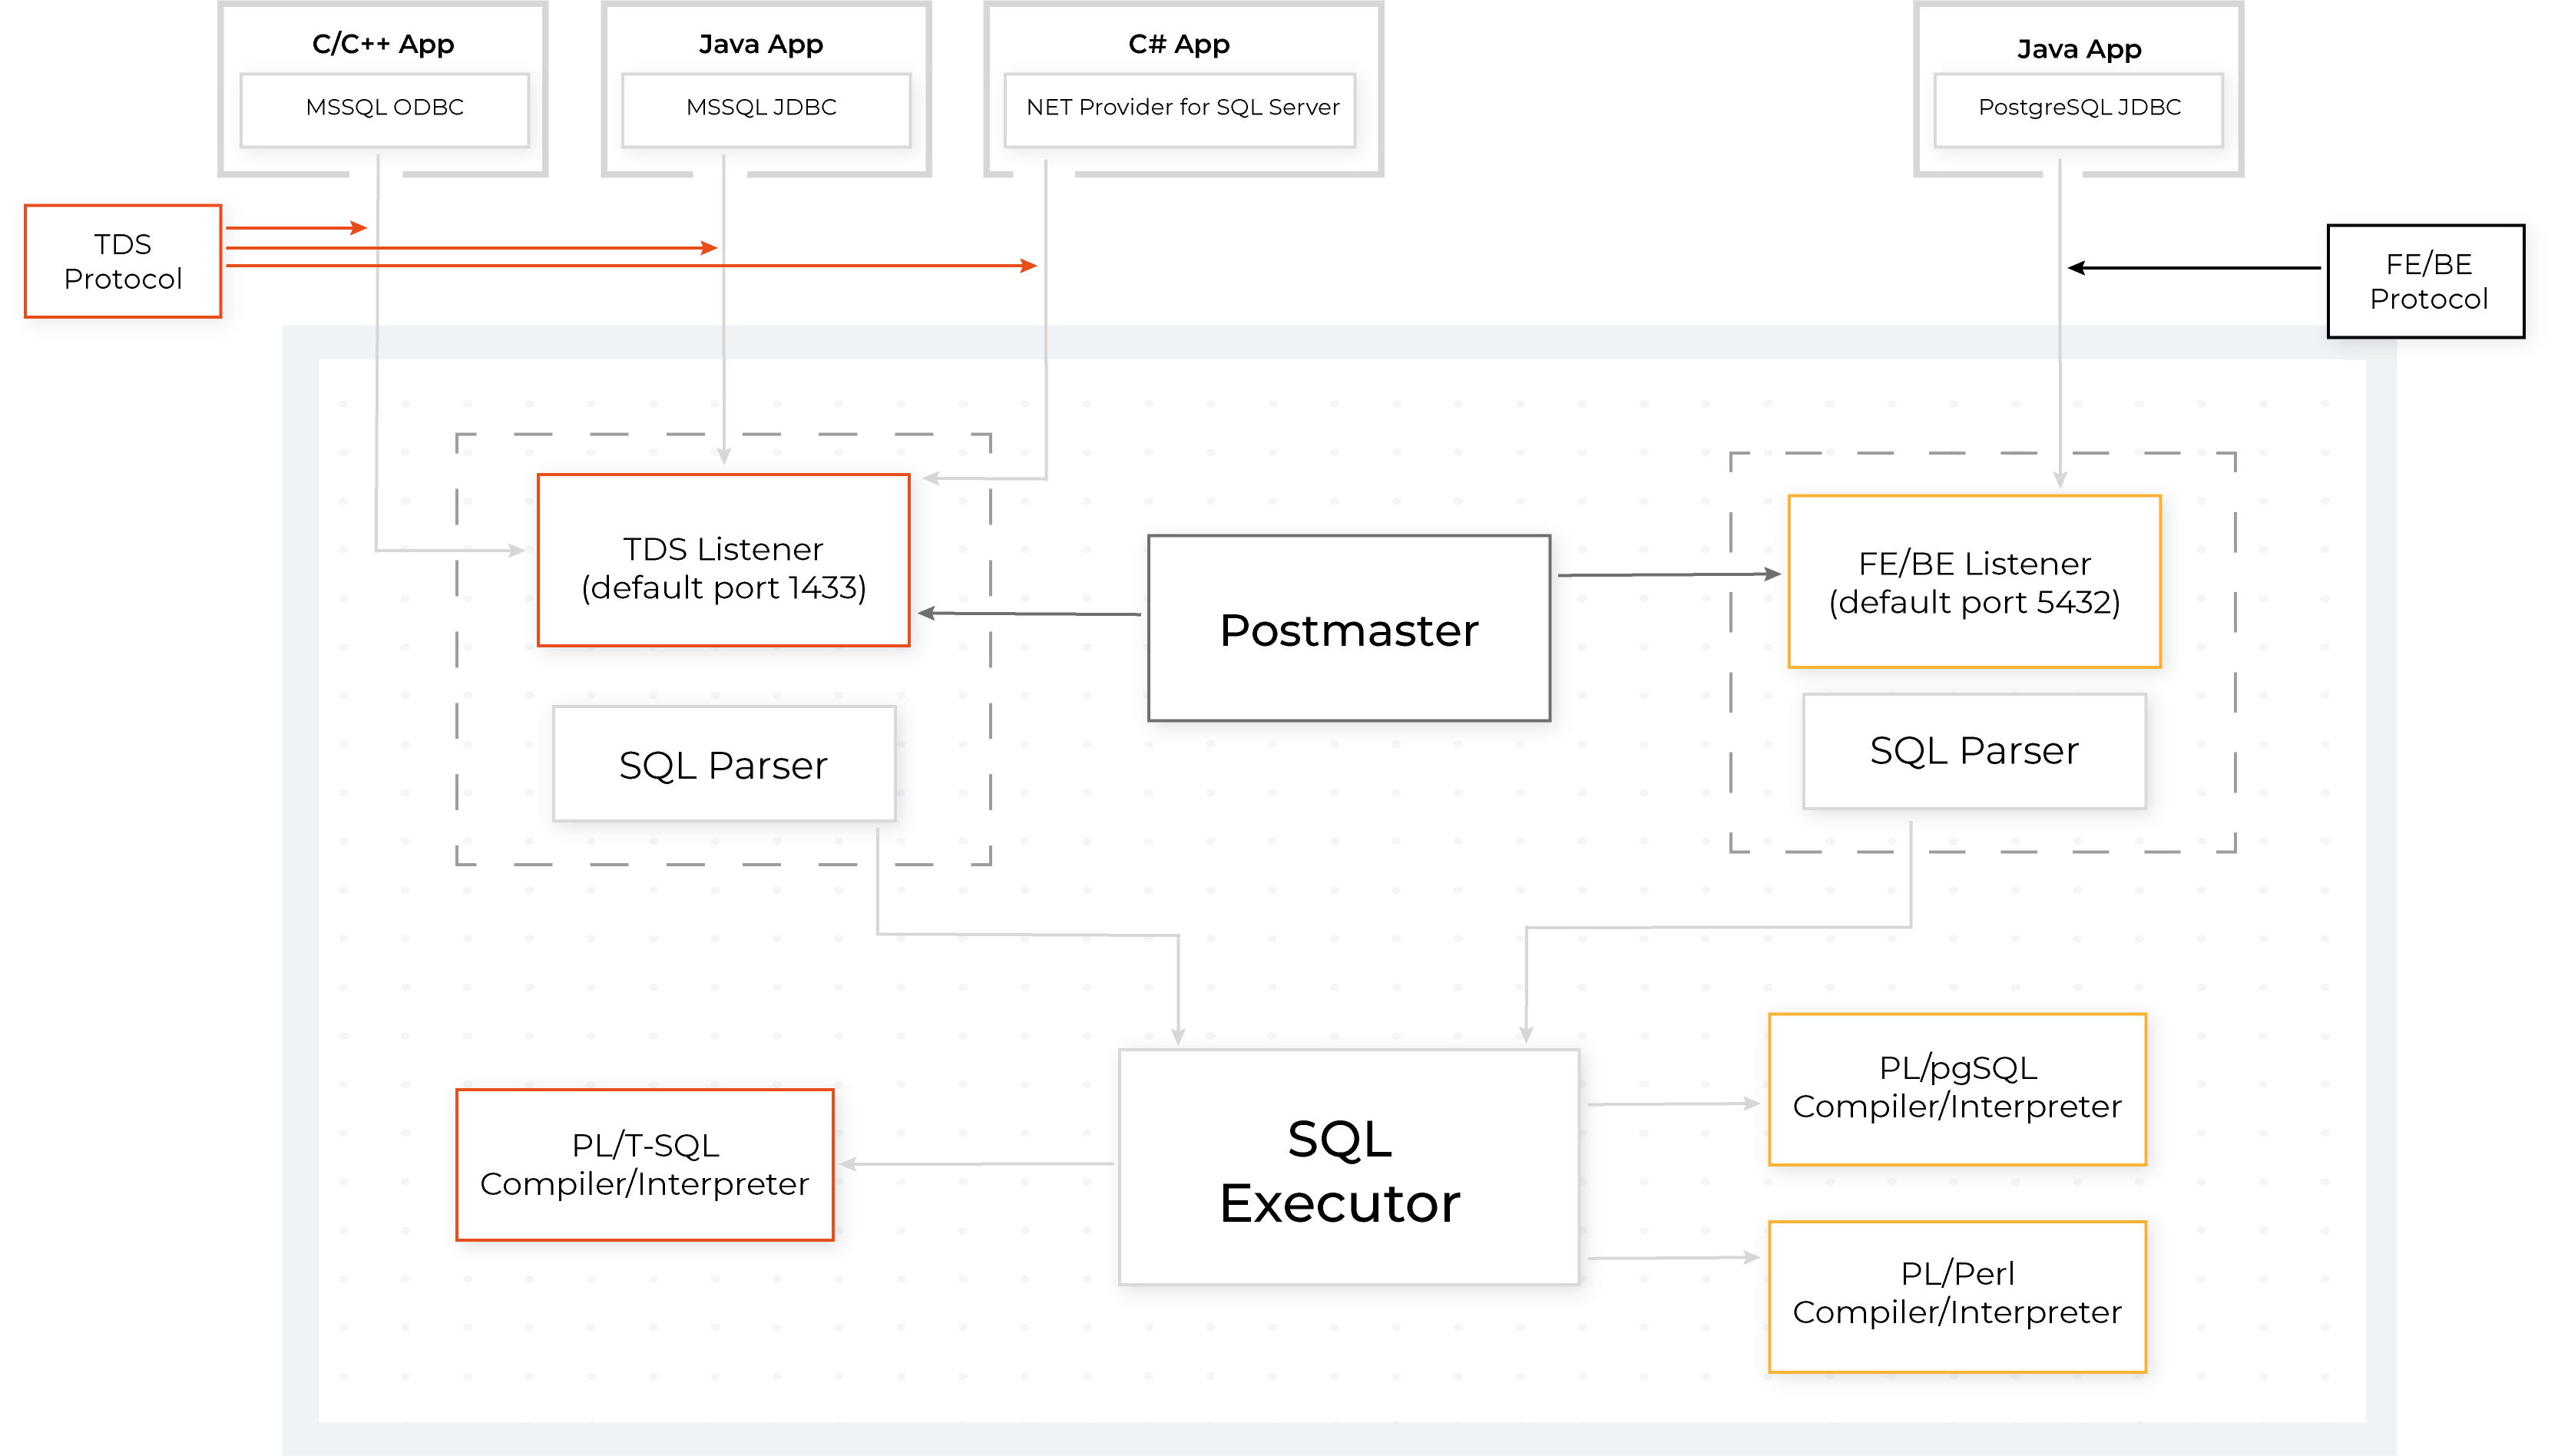 C/C++ App
MSSQL ODBC
Java App
MSSQL JDBC
C# App
NET Provider for SQL Server
Java App
PostgreSQL JDBC
TDS
Protocol
FE/BE
Protocol
TDS Listener
(default port 1433)
SQL Parser
Postmaster
FE/BE Listener
(default port 5432)
SQL Parser
PL/T-SQL
Compiler/Interpreter
SQL
Executor
PL/pgSQL
Compiler/Interpreter
PL/Perl
Compiler/Interpreter